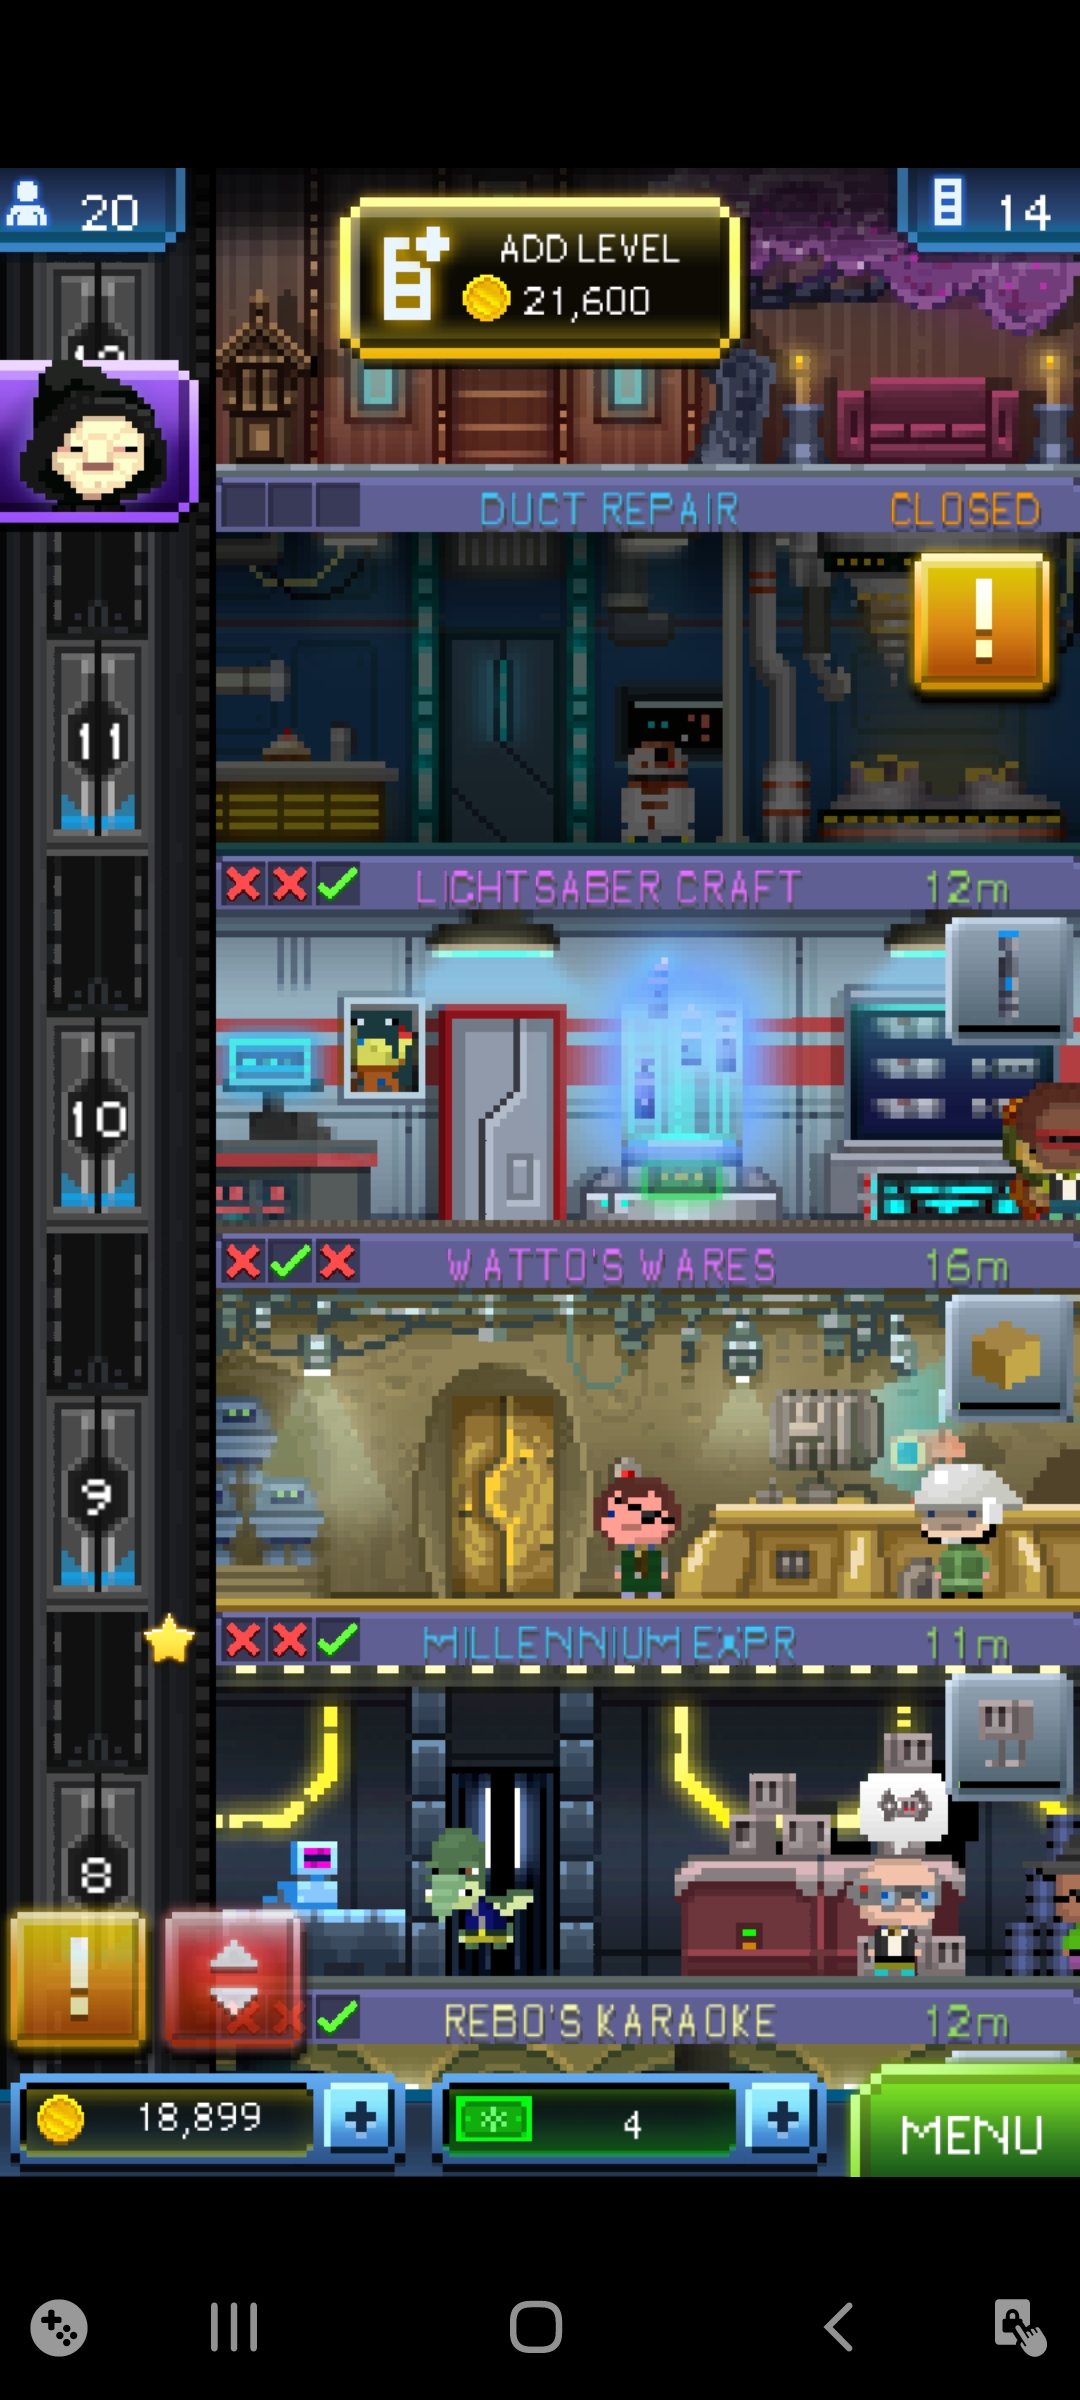 20
ADD LEVEL
21,600
14
DUCT REPAIR
CLOSED
!
11
LIGHTSABER CRAFT
12m
10
WATTO'S WARES
16m
9
MILLENNIUM EXPR
11m
8
!
REBO'S KARAOKE
12m
18,899
+
4
+
MENU